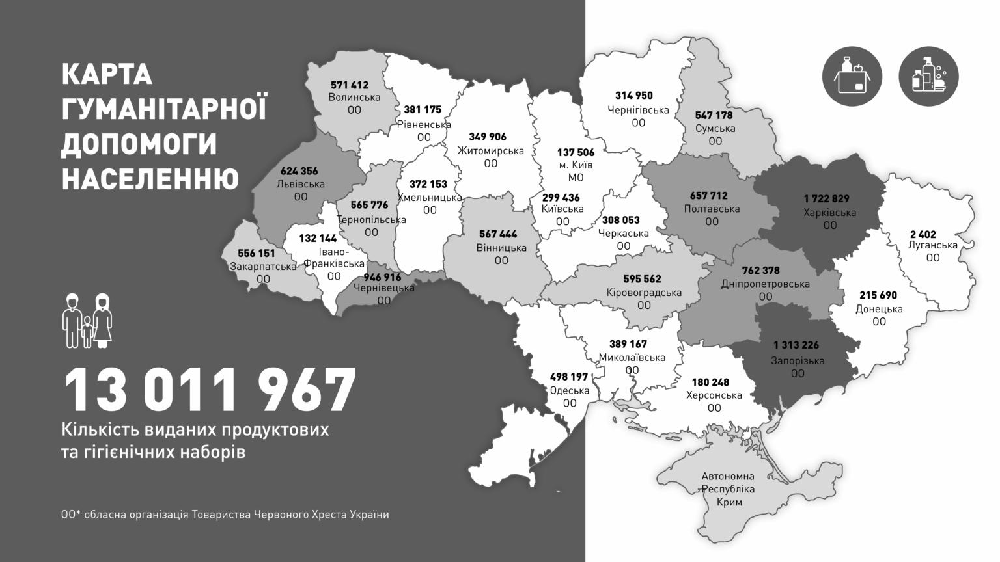 КАРТА
ГУМАНІТАРНОЇ
ДОПОМОГИ
НАСЕЛЕННЮ
571 412
Волинська
ОО
381 175
Рівненська
ОО
349 906
Житомирська
ОО
137 506
м. Київ
МО
299 436
Київська
ОО
314 950
Чернігівська
ОО
547 178
Сумська
ОО
624 356
Львівська
ОО
565 776
Тернопільська
ОО
372 153
Хмельницька
ОО
567 444
Вінницька
ОО
308 053
Черкаська
ОО
657 712
Полтавська
ОО
1 722 829
Харківська
ОО
2 402
Луганська
ОО
556 151
Закарпатська
ОО
132 144
Івано-
Франківська
ОО
946 916
Чернівецька
ОО
595 562
Кіровоградська
ОО
762 378
Дніпропетровська
ОО
215 690
Донецька
ОО
498 197
Одеська
ОО
389 167
Миколаївська
ОО
180 248
Херсонська
ОО
1 313 226
Запорізька
ОО
Автономна
Республіка
Крим
13 011 967
Кількість виданих продуктових
та гігієнічних наборів
ОО* обласна організація Товариства Червоного Хреста України